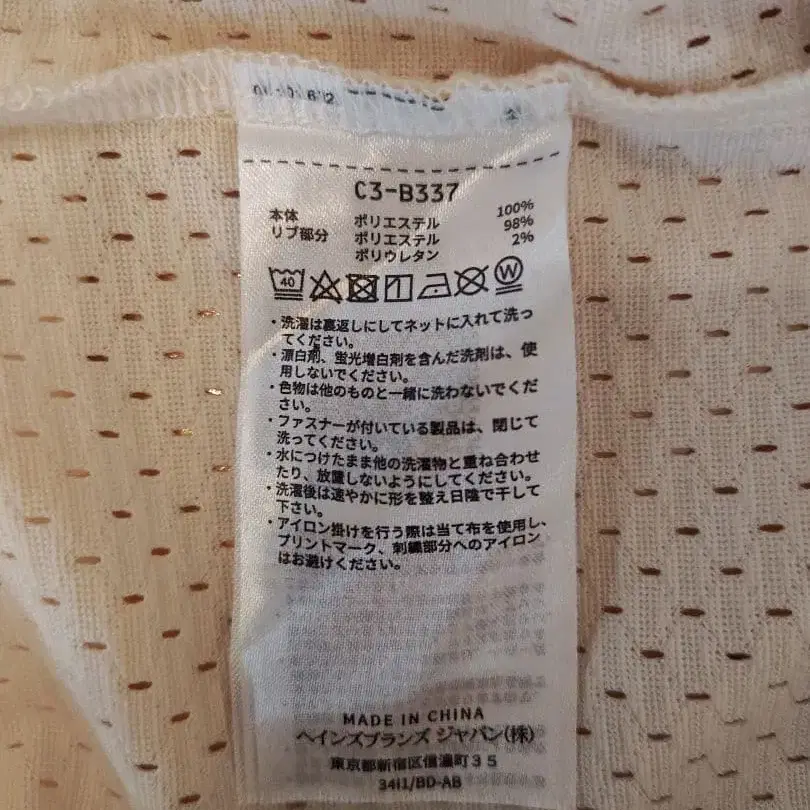 C3-B337
本体 ポリエステル 100%
リブ部分 ポリエステル 98%
ポリウレタン 2%
40
W
・洗濯は裏返しにしてネットに入れて洗っ
てください。
・漂白剤、蛍光増白剤を含んだ洗剤は、使
用しないでください。
・色物は他のものと一緒に洗わないでくだ
さい。
・ファスナーが付いている製品は、閉じて
洗ってください。
・水につけたまま他の洗濯物と重ね合わせ
たり、放置しないようにしてください。
・洗濯後は速やかに形を整え日陰で干して
下さい。
・アイロン掛けを行う際は当て布を使用し、
プリントマーク、刺繍部分へのアイロン
はお避けください。
MADE IN CHINA
ヘインズブランズ ジャパン(株)
東京都新宿区信濃町35
34I1/BD-AB